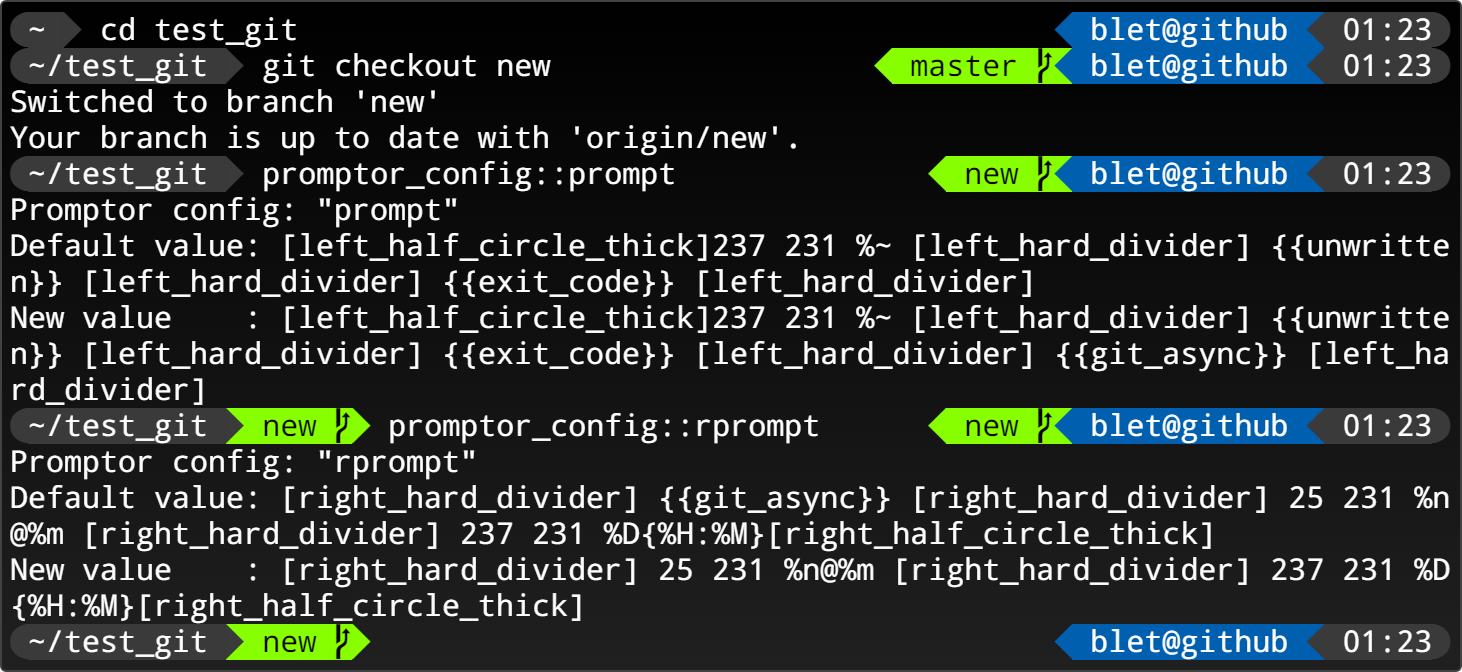 ~ cd test_git blet@github 01:23
~/test_git git checkout new master blet@github 01:23
Switched to branch 'new'
Your branch is up to date with 'origin/new'.
~/test_git promptor_config::prompt new blet@github 01:23
Promptor config: "prompt"
Default value: [left_half_circle_thick]237 231 %~ [left_hard_divider] {{unwritte
n}} [left_hard_divider] {{exit_code}} [left_hard_divider]
New value    : [left_half_circle_thick]237 231 %~ [left_hard_divider] {{unwritte
n}} [left_hard_divider] {{exit_code}} [left_hard_divider] {{git_async}} [left_ha
rd_divider]
~/test_git new promptor_config::rprompt new blet@github 01:23
Promptor config: "rprompt"
Default value: [right_hard_divider] {{git_async}} [right_hard_divider] 25 231 %n
@%m [right_hard_divider] 237 231 %D{%H:%M}[right_half_circle_thick]
New value    : [right_hard_divider] 25 231 %n@%m [right_hard_divider] 237 231 %D
{%H:%M}[right_half_circle_thick]
~/test_git new blet@github 01:23